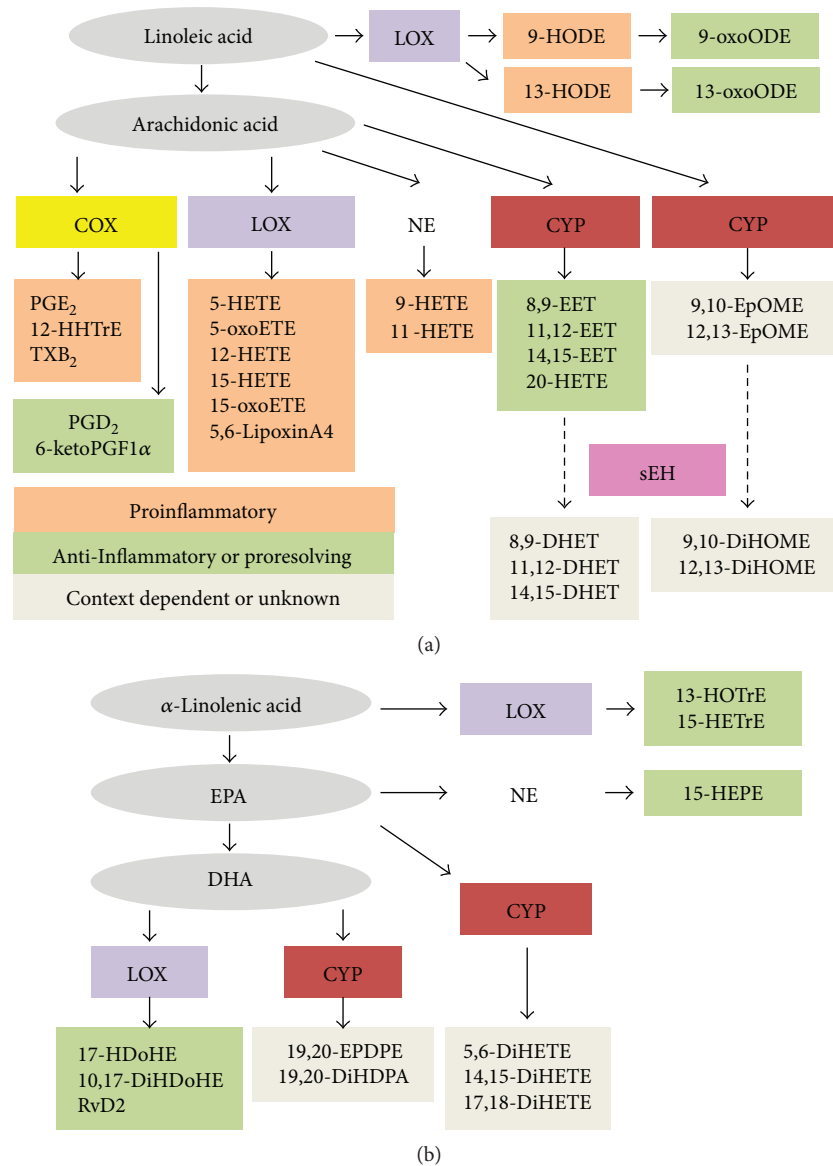 Linoleic acid
LOX
9-HODE
9-oxoODE
13-HODE
13-oxoODE
Arachidonic acid
COX
LOX
NE
CYP
CYP
PGE₂
12-HHTrE
TXB₂
5-HETE
5-oxoETE
12-HETE
15-HETE
15-oxoETE
5,6-LipoxinA4
9-HETE
11-HETE
8,9-EET
11,12-EET
14,15-EET
20-HETE
9,10-EpOME
12,13-EpOME
PGD₂
6-ketoPGF1α
sEH
Proinflammatory
Anti-Inflammatory or proresolving
Context dependent or unknown
8,9-DHET
11,12-DHET
14,15-DHET
9,10-DiHOME
12,13-DiHOME
(a)
α-Linolenic acid
LOX
13-HOTrE
15-HETrE
EPA
NE
15-HEPE
DHA
CYP
LOX
CYP
17-HDoHE
10,17-DiHDoHE
RvD2
19,20-EPDPE
19,20-DiHDPA
5,6-DiHETE
14,15-DiHETE
17,18-DiHETE
(b)